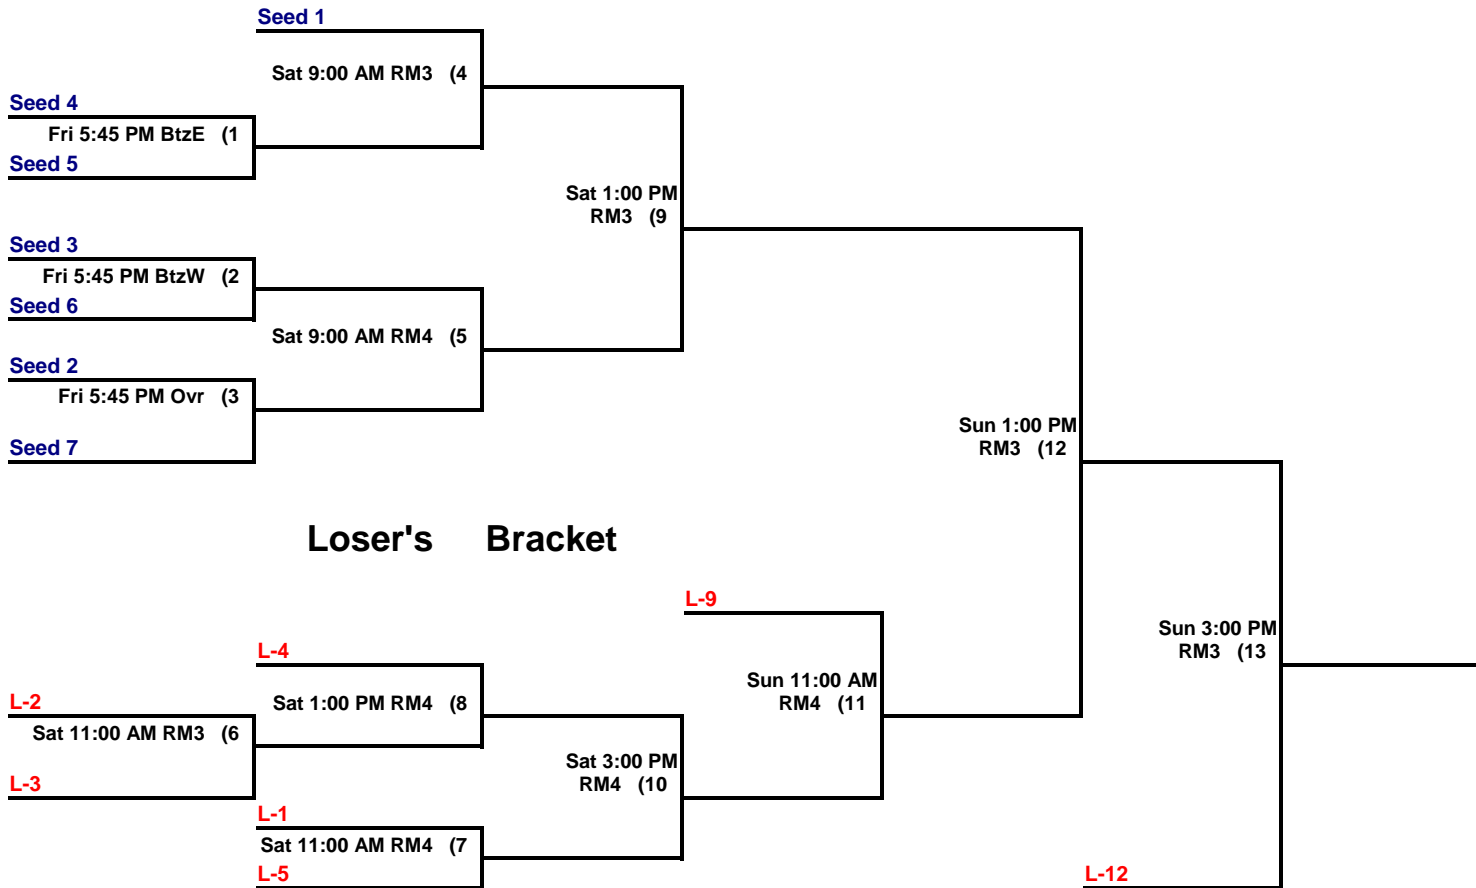 Seed 1
Sat 9:00 AM RM3 (4
Seed 4
Fri 5:45 PM BtzE (1
Seed 5
Sat 1:00 PM
RM3 (9
Seed 3
Fri 5:45 PM BtzW (2
Seed 6
Sat 9:00 AM RM4 (5
Seed 2
Fri 5:45 PM Ovr (3
Seed 7
Sun 1:00 PM
RM3 (12
Loser's Bracket
L-9
Sun 3:00 PM
RM3 (13
L-4
Sun 11:00 AM
RM4 (11
L-2
Sat 1:00 PM RM4 (8
Sat 11:00 AM RM3 (6
Sat 3:00 PM
RM4 (10
L-3
L-1
Sat 11:00 AM RM4 (7
L-5
L-12